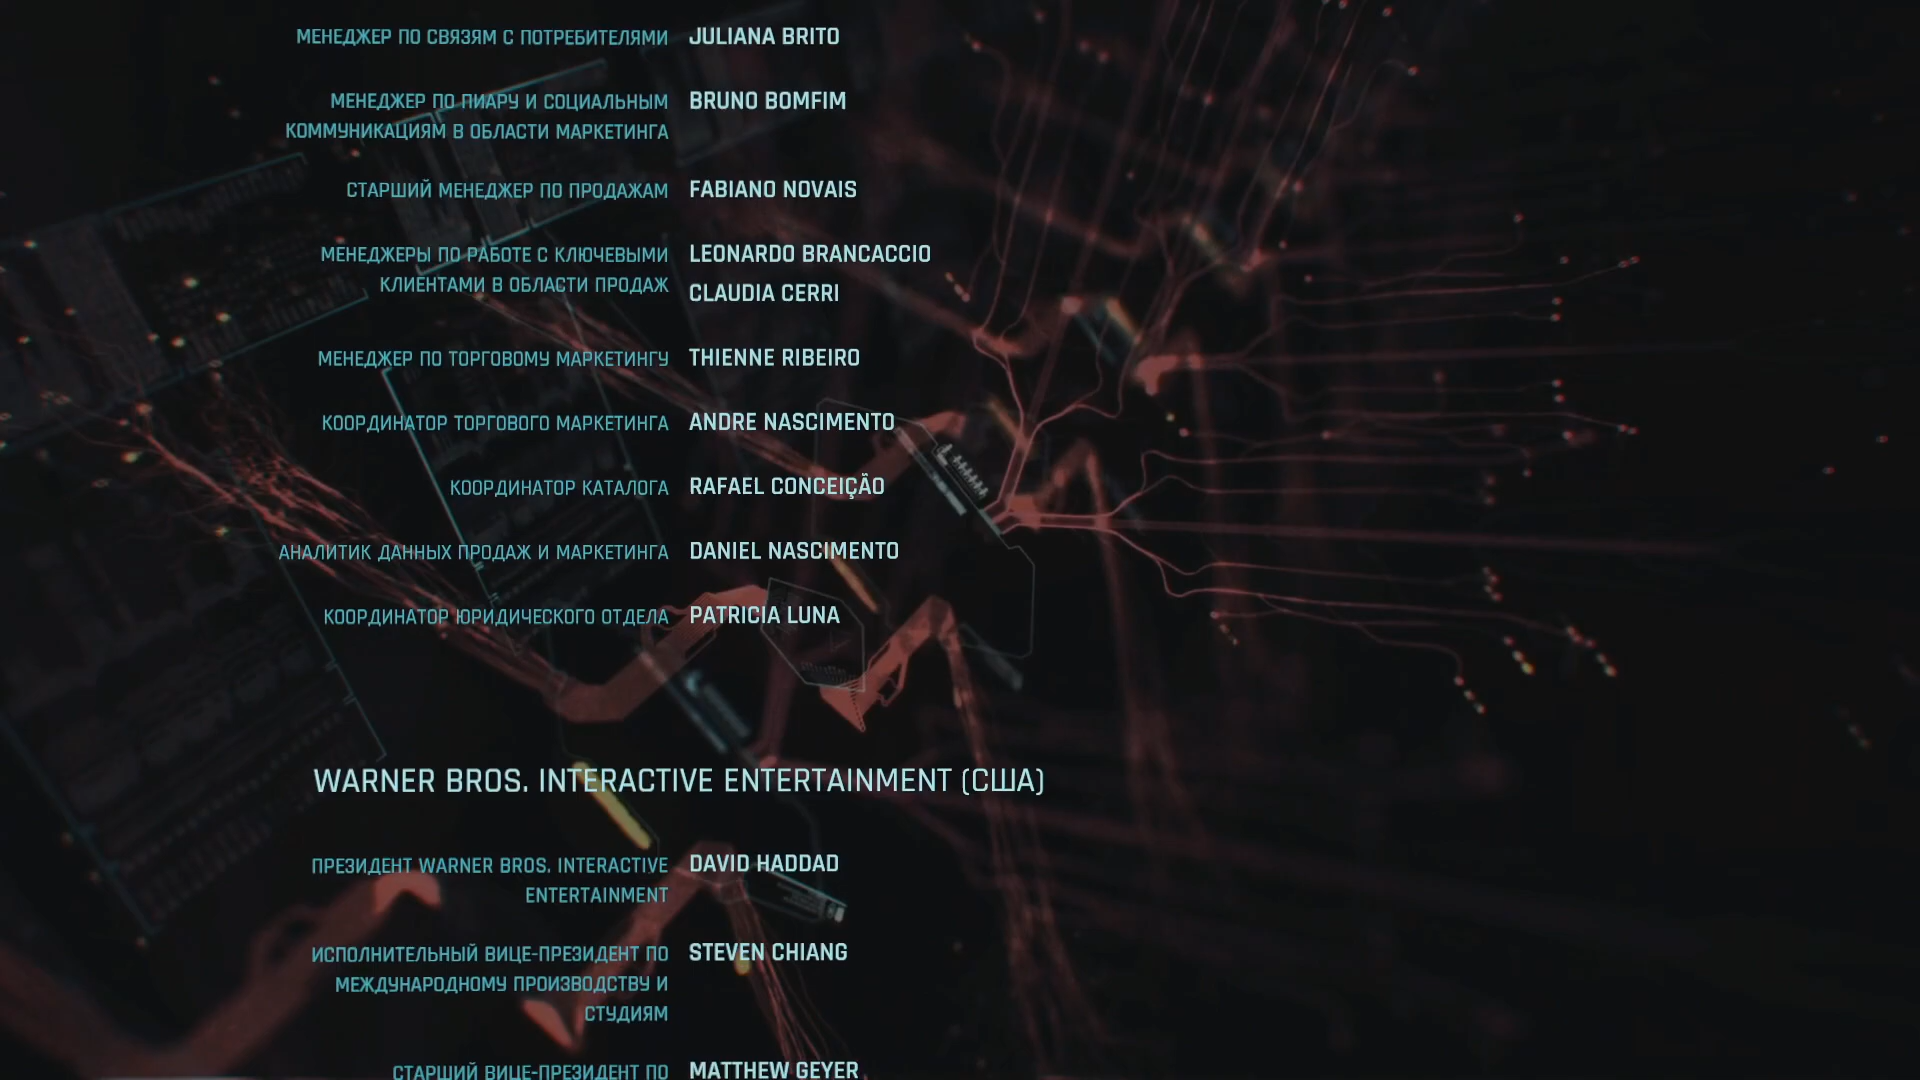 МЕНЕДЖЕР ПО СВЯЗЯМ С ПОТРЕБИТЕЛЯМИ JULIANA BRITO
МЕНЕДЖЕР ПО ПИАРУ И СОЦИАЛЬНЫМ BRUNO BOMFIM
КОММУНИКАЦИЯМ В ОБЛАСТИ МАРКЕТИНГА
СТАРШИЙ МЕНЕДЖЕР ПО ПРОДАЖАМ FABIANO NOVAIS
МЕНЕДЖЕРЫ ПО РАБОТЕ С КЛЮЧЕВЫМИ LEONARDO BRANCACCIO
КЛИЕНТАМИ В ОБЛАСТИ ПРОДАЖ CLAUDIA CERRI
МЕНЕДЖЕР ПО ТОРГОВОМУ МАРКЕТИНГУ THIENNE RIBEIRO
КООРДИНАТОР ТОРГОВОГО МАРКЕТИНГА ANDRE NASCIMENTO
КООРДИНАТОР КАТАЛОГА RAFAEL CONCEIÇÃO
АНАЛИТИК ДАННЫХ ПРОДАЖ И МАРКЕТИНГА DANIEL NASCIMENTO
КООРДИНАТОР ЮРИДИЧЕСКОГО ОТДЕЛА PATRICIA LUNA
WARNER BROS. INTERACTIVE ENTERTAINMENT (США)
ПРЕЗИДЕНТ WARNER BROS. INTERACTIVE DAVID HADDAD
ENTERTAINMENT
ИСПОЛНИТЕЛЬНЫЙ ВИЦЕ-ПРЕЗИДЕНТ ПО STEVEN CHIANG
МЕЖДУНАРОДНОМУ ПРОИЗВОДСТВУ И
СТУДИЯМ
СТАРШИЙ ВИЦЕ-ПРЕЗИДЕНТ ПО MATTHEW GEYER